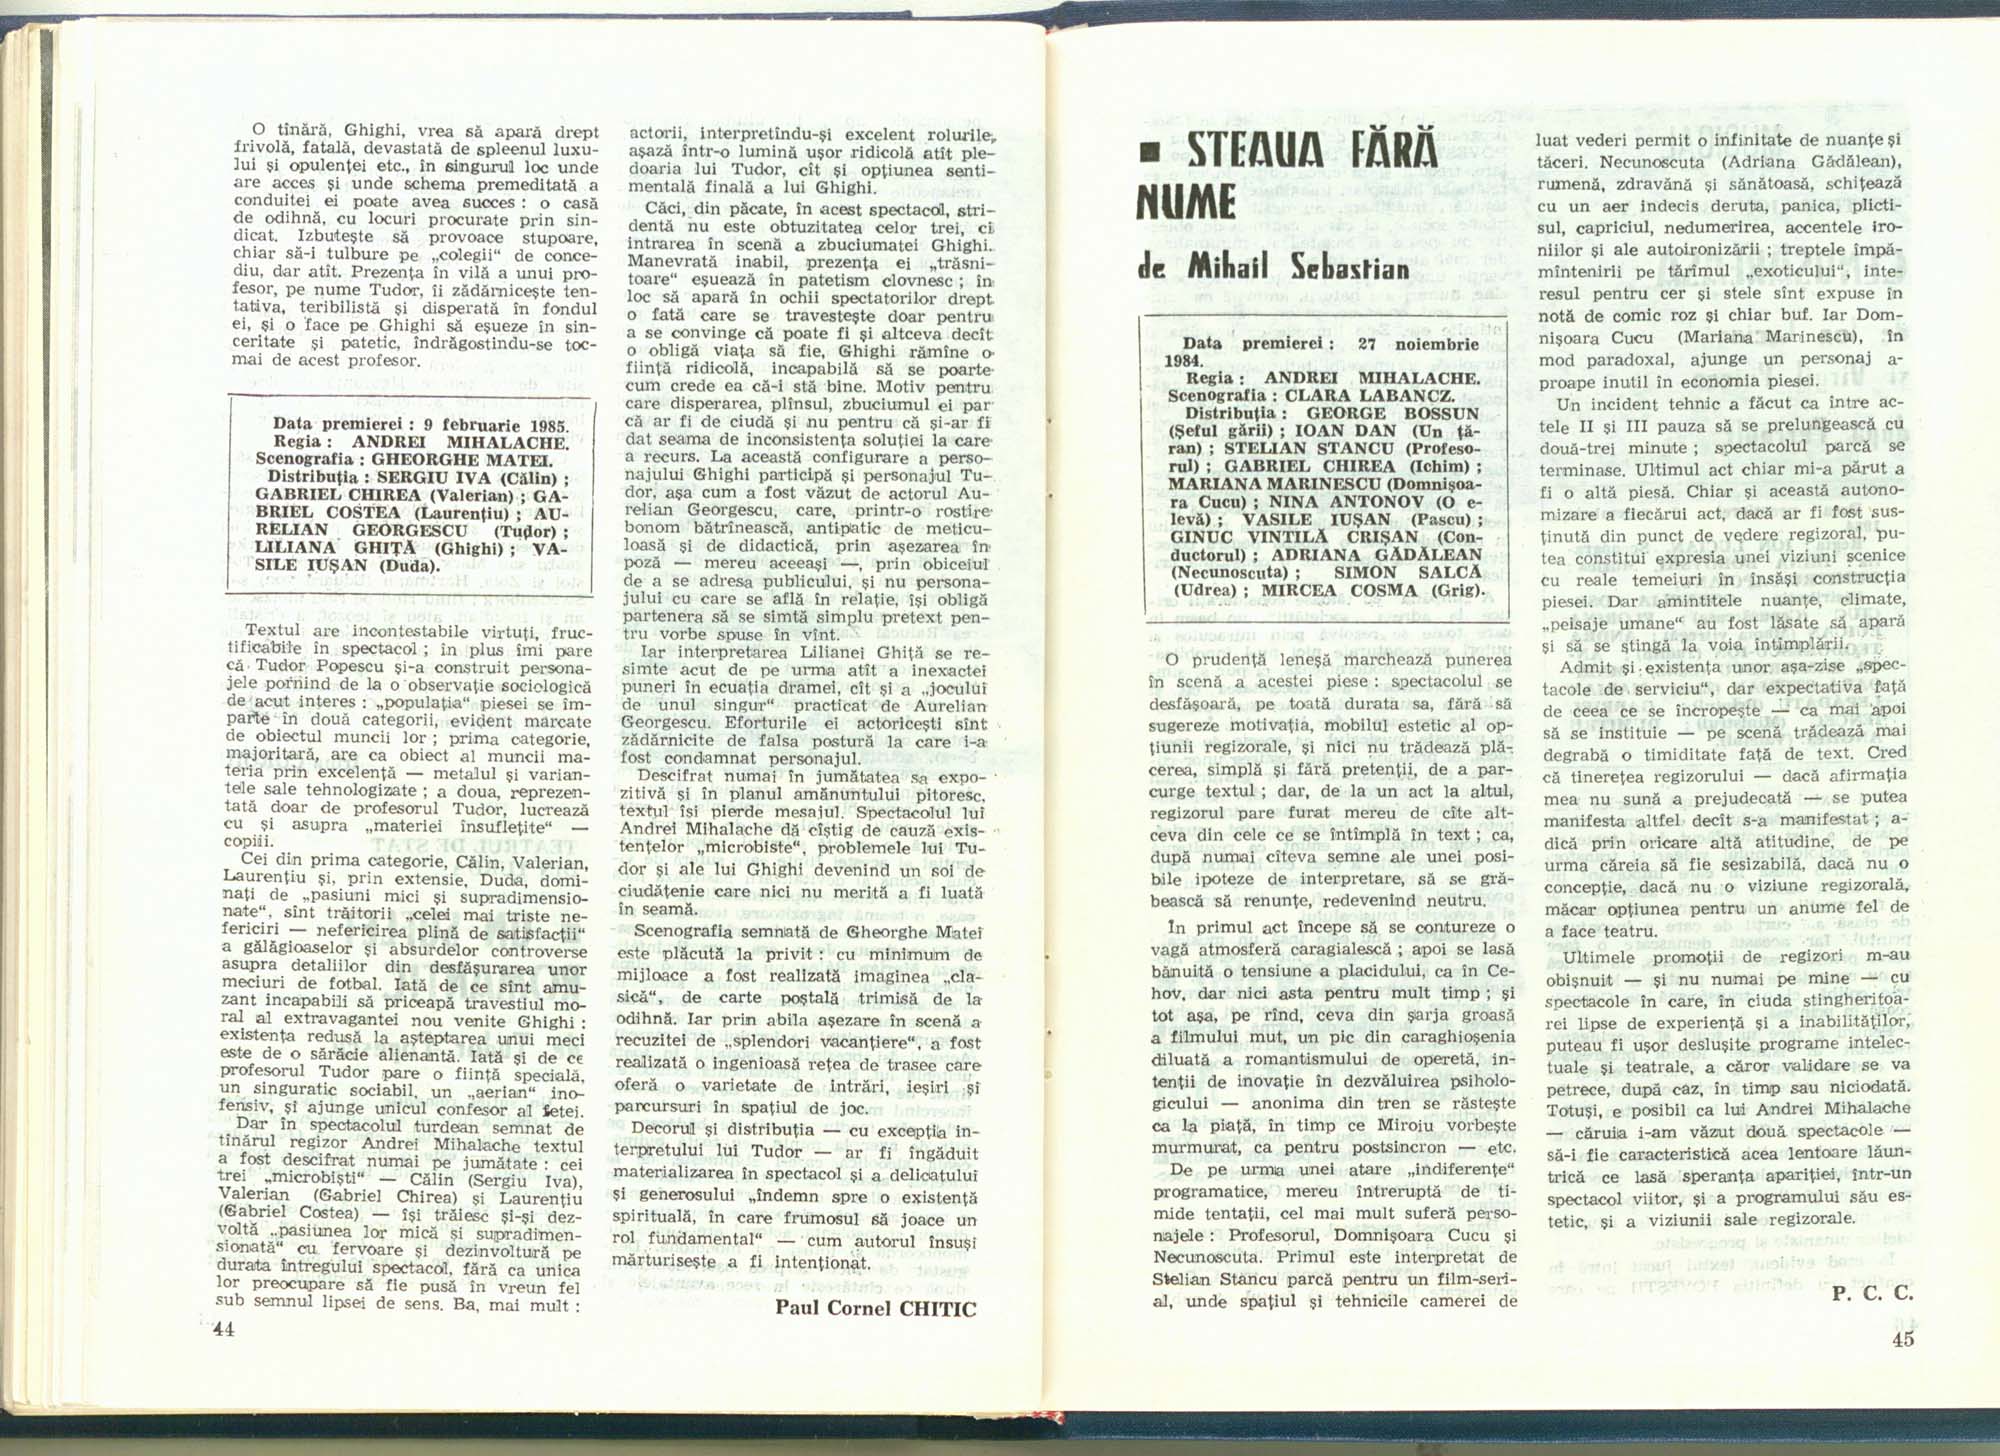 O tînără, Ghighi, vrea să apară drept
frivolă, fatală, devastată de spleenul luxu-
lui și opulenței etc., în singurul loc unde
are acces și unde schema premeditată a
conduitei ei poate avea succes : o casă
de odihnă, cu locuri procurate prin sin-
dicat. Izbutește să provoace stupoare,
chiar să-i tulbure pe „colegii“ de conce-
diu, dar atît. Prezența în vilă a unui pro-
fesor, pe nume Tudor, îi zădărnicește ten-
tativa, teribilistă și disperată în fondul
ei, și o face pe Ghighi să eșueze în sin-
ceritate și patetic, îndrăgostindu-se toc-
mai de acest profesor.
Data premierei : 9 februarie 1985.
Regia : ANDREI MIHALACHE.
Scenografia : GHEORGHE MATEI.
Distribuția : SERGIU IVA (Călin) ;
GABRIEL CHIREA (Valerian) ; GA-
BRIEL COSTEA (Laurențiu) ; AU-
RELIAN GEORGESCU (Tudor) ;
LILIANA GHIȚĂ (Ghighi) ; VA-
SILE IUȘAN (Duda).
Textul are incontestabile virtuți, fruc-
tificabile în spectacol ; în plus îmi pare
că Tudor Popescu și-a construit persona-
jele pornind de la o observație sociologică
de acut interes : „populația“ piesei se îm-
parte în două categorii, evident marcate
de obiectul muncii lor ; prima categorie,
majoritară, are ca obiect al muncii ma-
teria prin excelență — metalul și varian-
tele sale tehnologizate ; a doua, reprezen-
tată doar de profesorul Tudor, lucrează
cu și asupra „materiei însuflețite“ —
copiii.
Cei din prima categorie, Călin, Valerian,
Laurențiu și, prin extensie, Duda, domi-
nați de „pasiuni mici și supradimensio-
nate“, sînt trăitorii „celei mai triste ne-
fericiri — nefericirea plină de satisfacții“
a gălăgioaselor și absurdelor controverse
asupra detaliilor din desfășurarea unor
meciuri de fotbal. Iată de ce sînt amu-
zant incapabili să priceapă travestiul mo-
ral al extravagantei nou venite Ghighi :
existența redusă la așteptarea unui meci
este de o sărăcie alienantă. Iată și de ce
profesorul Tudor pare o ființă specială,
un singuratic sociabil, un „aerian“ ino-
fensiv, și ajunge unicul confesor al fetei.
Dar în spectacolul turdean semnat de
tînărul regizor Andrei Mihalache textul
a fost descifrat numai pe jumătate : cei
trei „microbiști“ — Călin (Sergiu Iva),
Valerian (Gabriel Chirea) și Laurențiu
(Gabriel Costea) — își trăiesc și-și dez-
voltă „pasiunea lor mică și supradimen-
sionată“ cu fervoare și dezinvoltură pe
durata întregului spectacol, fără ca unica
lor preocupare să fie pusă în vreun fel
sub semnul lipsei de sens. Ba, mai mult :
44
actorii, interpretîndu-și excelent rolurile,
așază într-o lumină ușor ridicolă atît ple-
doaria lui Tudor, cît și opțiunea senti-
mentală finală a lui Ghighi.
Căci, din păcate, în acest spectacol, stri-
dentă nu este obtuzitatea celor trei, ci
intrarea în scenă a zbuciumatei Ghighi.
Manevrată inabil, prezența ei „trăsni-
toare“ eșuează în patetism clovnesc ; în
loc să apară în ochii spectatorilor drept
o fată care se travestește doar pentru
a se convinge că poate fi și altceva decît
o obligă viața să fie, Ghighi rămîne o
ființă ridicolă, incapabilă să se poarte
cum crede ea că-i stă bine. Motiv pentru
care disperarea, plînsul, zbuciumul ei par
că ar fi de ciudă și nu pentru că și-ar fi
dat seama de inconsistența soluției la care
a recurs. La această configurare a perso-
najului Ghighi participă și personajul Tu-
dor, așa cum a fost văzut de actorul Au-
relian Georgescu, care, printr-o rostire
bonom bătrînească, antipatic de meticu-
loasă și de didactică, prin așezarea în
poză — mereu aceeași —, prin obiceiul
de a se adresa publicului, și nu persona-
jului cu care se află în relație, își obligă
partenera să se simtă simplu pretext pen-
tru vorbe spuse în vînt.
Iar interpretarea Lilianei Ghiță se re-
simte acut de pe urma atît a inexactei
puneri în ecuația dramei, cît și a „jocului
de unul singur“ practicat de Aurelian
Georgescu. Eforturile ei actoricești sînt
zădărnicite de falsa postură la care i-a
fost condamnat personajul.
Descifrat numai în jumătatea sa expo-
zitivă și în planul amănuntului pitoresc,
textul își pierde mesajul. Spectacolul lui
Andrei Mihalache dă cîștig de cauză exis-
tențelor „microbiste“, problemele lui Tu-
dor și ale lui Ghighi devenind un soi de
ciudățenie care nici nu merită a fi luată
în seamă.
Scenografia semnată de Gheorghe Matei
este plăcută la privit : cu minimum de
mijloace a fost realizată imaginea „cla-
sică“, de carte poștală trimisă de la
odihnă. Iar prin abila așezare în scenă a
recuzitei de „splendori vacanțiere“, a fost
realizată o ingenioasă rețea de trasee care
oferă o varietate de intrări, ieșiri și
parcursuri în spațiul de joc.
Decorul și distribuția — cu excepția in-
terpretului lui Tudor — ar fi îngăduit
materializarea în spectacol și a delicatului
și generosului „îndemn spre o existență
spirituală, în care frumosul să joace un
rol fundamental“ — cum autorul însuși
mărturisește a fi intenționat.
Paul Cornel CHITIC
■ STEAUA FĂRĂ
NUME
de Mihail Sebastian
Data premierei : 27 noiembrie
1984.
Regia : ANDREI MIHALACHE.
Scenografia : CLARA LABANCZ.
Distribuția : GEORGE BOSSUN
(Șeful gării) ; IOAN DAN (Un ță-
ran) ; STELIAN STANCU (Profeso-
rul) ; GABRIEL CHIREA (Ichim) ;
MARIANA MARINESCU (Domnișoa-
ra Cucu) ; NINA ANTONOV (O e-
levă) ; VASILE IUȘAN (Pascu) ;
GINUC VINTILĂ CRIȘAN (Con-
ductorul) ; ADRIANA GĂDĂLEAN
(Necunoscuta) ; SIMON SALCĂ
(Udrea) ; MIRCEA COSMA (Grig).
O prudență leneșă marchează punerea
în scenă a acestei piese : spectacolul se
desfășoară, pe toată durata sa, fără să
sugereze motivația, mobilul estetic al op-
țiunii regizorale, și nici nu trădează plă-
cerea, simplă și fără pretenții, de a par-
curge textul ; dar, de la un act la altul,
regizorul pare furat mereu de cîte alt-
ceva din cele ce se întîmplă în text ; ca,
după numai cîteva semne ale unei posi-
bile ipoteze de interpretare, să se gră-
bească să renunțe, redevenind neutru.
In primul act începe să se contureze o
vagă atmosferă caragialescă ; apoi se lasă
bănuită o tensiune a placidului, ca în Ce-
hov, dar nici asta pentru mult timp ; și
tot așa, pe rînd, ceva din șarja groasă
a filmului mut, un pic din caraghioșenia
diluată a romantismului de operetă, in-
tenții de inovație în dezvăluirea psiholo-
gicului — anonima din tren se răstește
ca la piață, în timp ce Miroiu vorbește
murmurat, ca pentru postsincron — etc.
De pe urma unei atare „indiferențe“
programatice, mereu întreruptă de ti-
mide tentații, cel mai mult suferă perso-
najele : Profesorul, Domnișoara Cucu și
Necunoscuta. Primul este interpretat de
Stelian Stancu parcă pentru un film-seri-
al, unde spațiul și tehnicile camerei de
luat vederi permit o infinitate de nuanțe și
tăceri. Necunoscuta (Adriana Gădălean),
rumenă, zdravănă și sănătoasă, schițează
cu un aer indecis deruta, panica, plicti-
sul, capriciul, nedumerirea, accentele iro-
niilor și ale autoironizării ; treptele împă-
mîntenirii pe tărîmul „exoticului“, inte-
resul pentru cer și stele sînt expuse în
notă de comic roz și chiar buf. Iar Dom-
nișoara Cucu (Mariana Marinescu), în
mod paradoxal, ajunge un personaj a-
proape inutil în economia piesei.
Un incident tehnic a făcut ca între ac-
tele II și III pauza să se prelungească cu
două-trei minute ; spectacolul parcă se
terminase. Ultimul act chiar mi-a părut a
fi o altă piesă. Chiar și această autono-
mizare a fiecărui act, dacă ar fi fost sus-
ținută din punct de vedere regizoral, pu-
tea constitui expresia unei viziuni scenice
cu reale temeiuri în însăși construcția
piesei. Dar amintitele nuanțe, climate,
„peisaje umane“ au fost lăsate să apară
și să se stingă la voia întîmplării.
Admit și existența unor așa-zise „spec-
tacole de serviciu“, dar expectativa față
de ceea ce se încropește — ca mai apoi
să se instituie — pe scenă trădează mai
degrabă o timiditate față de text. Cred
că tinerețea regizorului — dacă afirmația
mea nu sună a prejudecată — se putea
manifesta altfel decît s-a manifestat ; a-
dică prin oricare altă atitudine, de pe
urma căreia să fie sesizabilă, dacă nu o
concepție, dacă nu o viziune regizorală,
măcar opțiunea pentru un anume fel de
a face teatru.
Ultimele promoții de regizori m-au
obișnuit — și nu numai pe mine — cu
spectacole în care, în ciuda stingheritoa-
rei lipse de experiență și a inabilităților,
puteau fi ușor deslușite programe intelec-
tuale și teatrale, a căror validare se va
petrece, după caz, în timp sau niciodată.
Totuși, e posibil ca lui Andrei Mihalache
— căruia i-am văzut două spectacole —
să-i fie caracteristică acea lentoare lăun-
trică ce lasă speranța apariției, într-un
spectacol viitor, și a programului său es-
tetic, și a viziunii sale regizorale.
P. C. C.
45